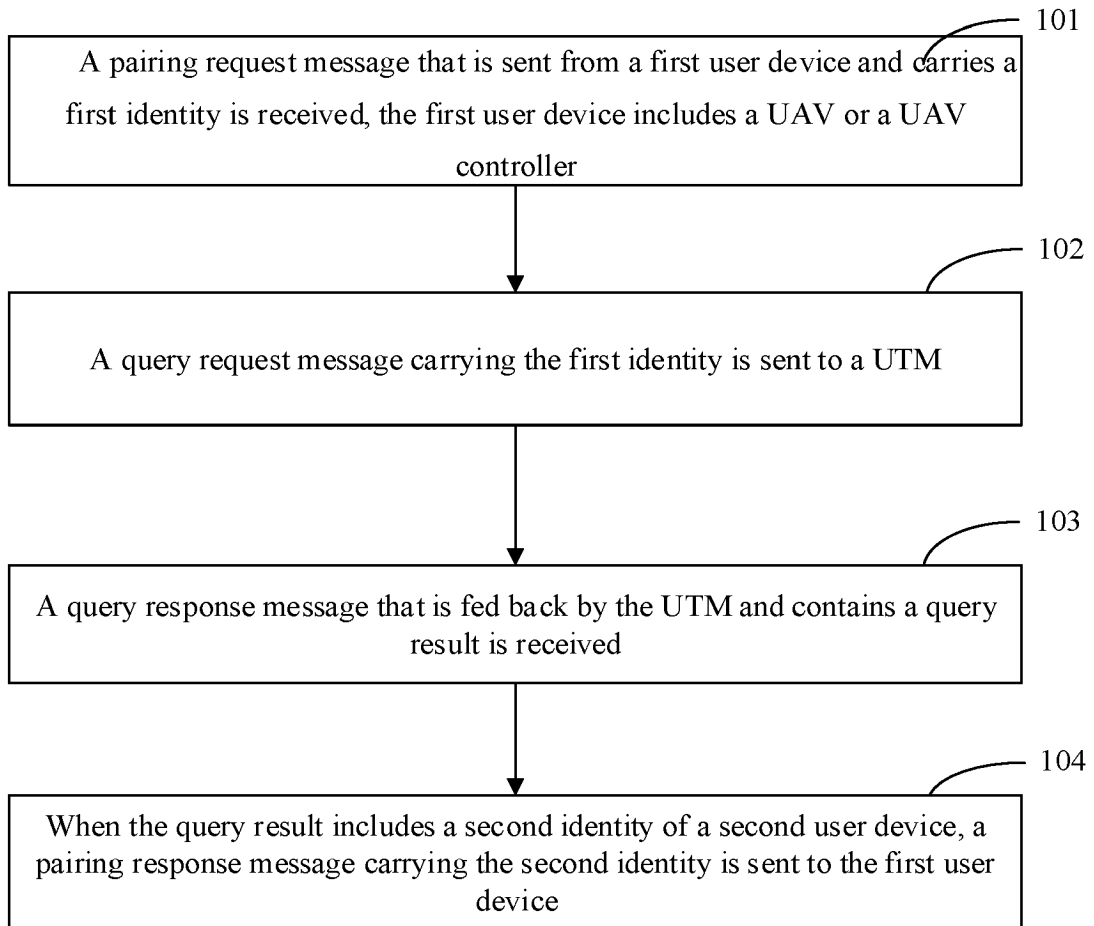 101
A pairing request message that is sent from a first user device and carries a
first identity is received, the first user device includes a UAV or a UAV
controller
102
A query request message carrying the first identity is sent to a UTM
103
A query response message that is fed back by the UTM and contains a query
result is received
104
When the query result includes a second identity of a second user device, a
pairing response message carrying the second identity is sent to the first user
device